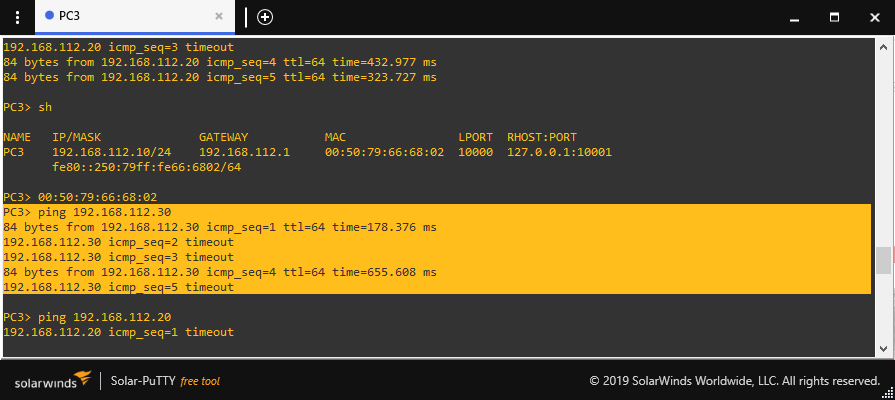 PC3
192.168.112.20 icmp_seq=3 timeout
84 bytes from 192.168.112.20 icmp_seq=4 ttl=64 time=432.977 ms
84 bytes from 192.168.112.20 icmp_seq=5 ttl=64 time=323.727 ms
PC3> sh
NAME IP/MASK GATEWAY MAC LPORT RHOST:PORT
PC3 192.168.112.10/24 192.168.112.1 00:50:79:66:68:02 10000 127.0.0.1:10001
fe80::250:79ff:fe66:6802/64
PC3> 00:50:79:66:68:02
PC3> ping 192.168.112.30
84 bytes from 192.168.112.30 icmp_seq=1 ttl=64 time=178.376 ms
192.168.112.30 icmp_seq=2 timeout
192.168.112.30 icmp_seq=3 timeout
84 bytes from 192.168.112.30 icmp_seq=4 ttl=64 time=655.608 ms
192.168.112.30 icmp_seq=5 timeout
PC3> ping 192.168.112.20
192.168.112.20 icmp_seq=1 timeout
solarwinds Solar-PuTTY free tool © 2019 SolarWinds Worldwide, LLC. All rights reserved.